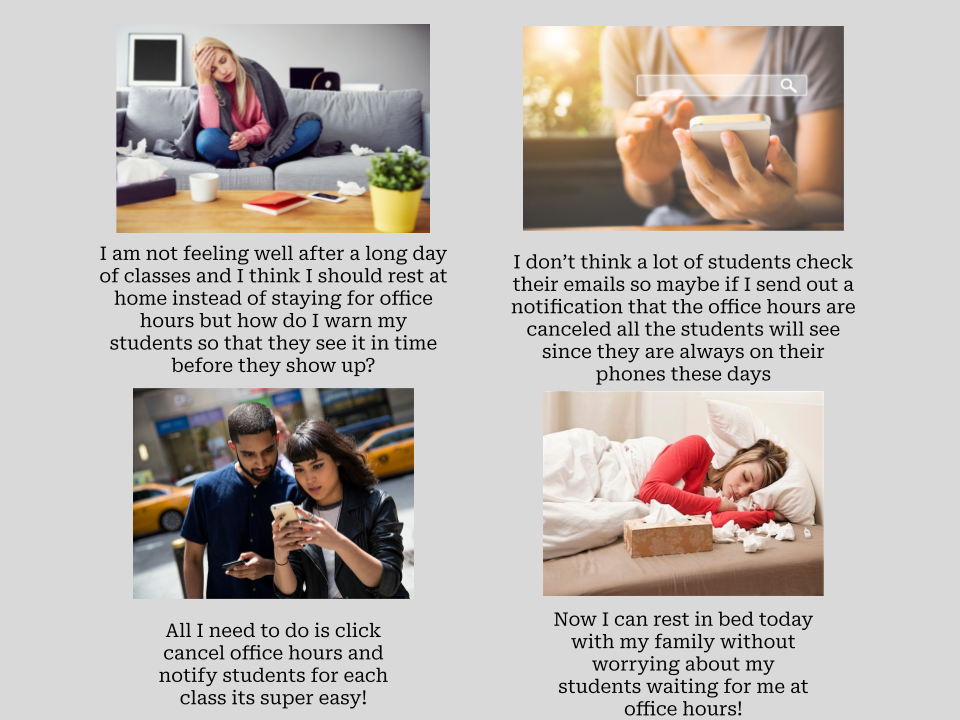 I am not feeling well after a long day
of classes and I think I should rest at
home instead of staying for office
hours but how do I warn my
students so that they see it in time
before they show up?
I don’t think a lot of students check
their emails so maybe if I send out a
notification that the office hours are
canceled all the students will see
since they are always on their
phones these days
All I need to do is click
cancel office hours and
notify students for each
class its super easy!
Now I can rest in bed today
with my family without
worrying about my
students waiting for me at
office hours!